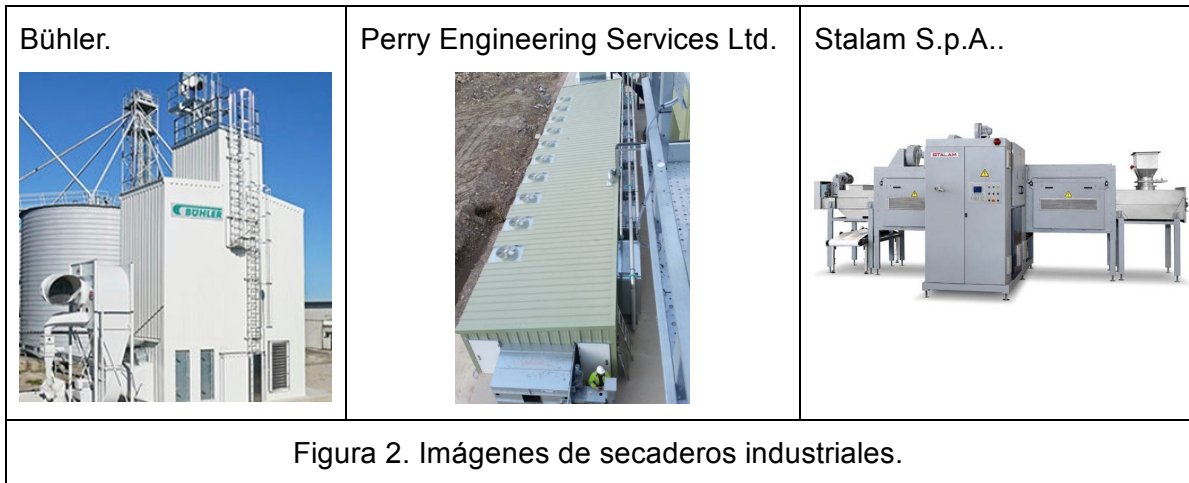 Bühler.
Perry Engineering Services Ltd.
Stalam S.p.A..
BÜHLER
STALAM
Figura 2. Imágenes de secaderos industriales.